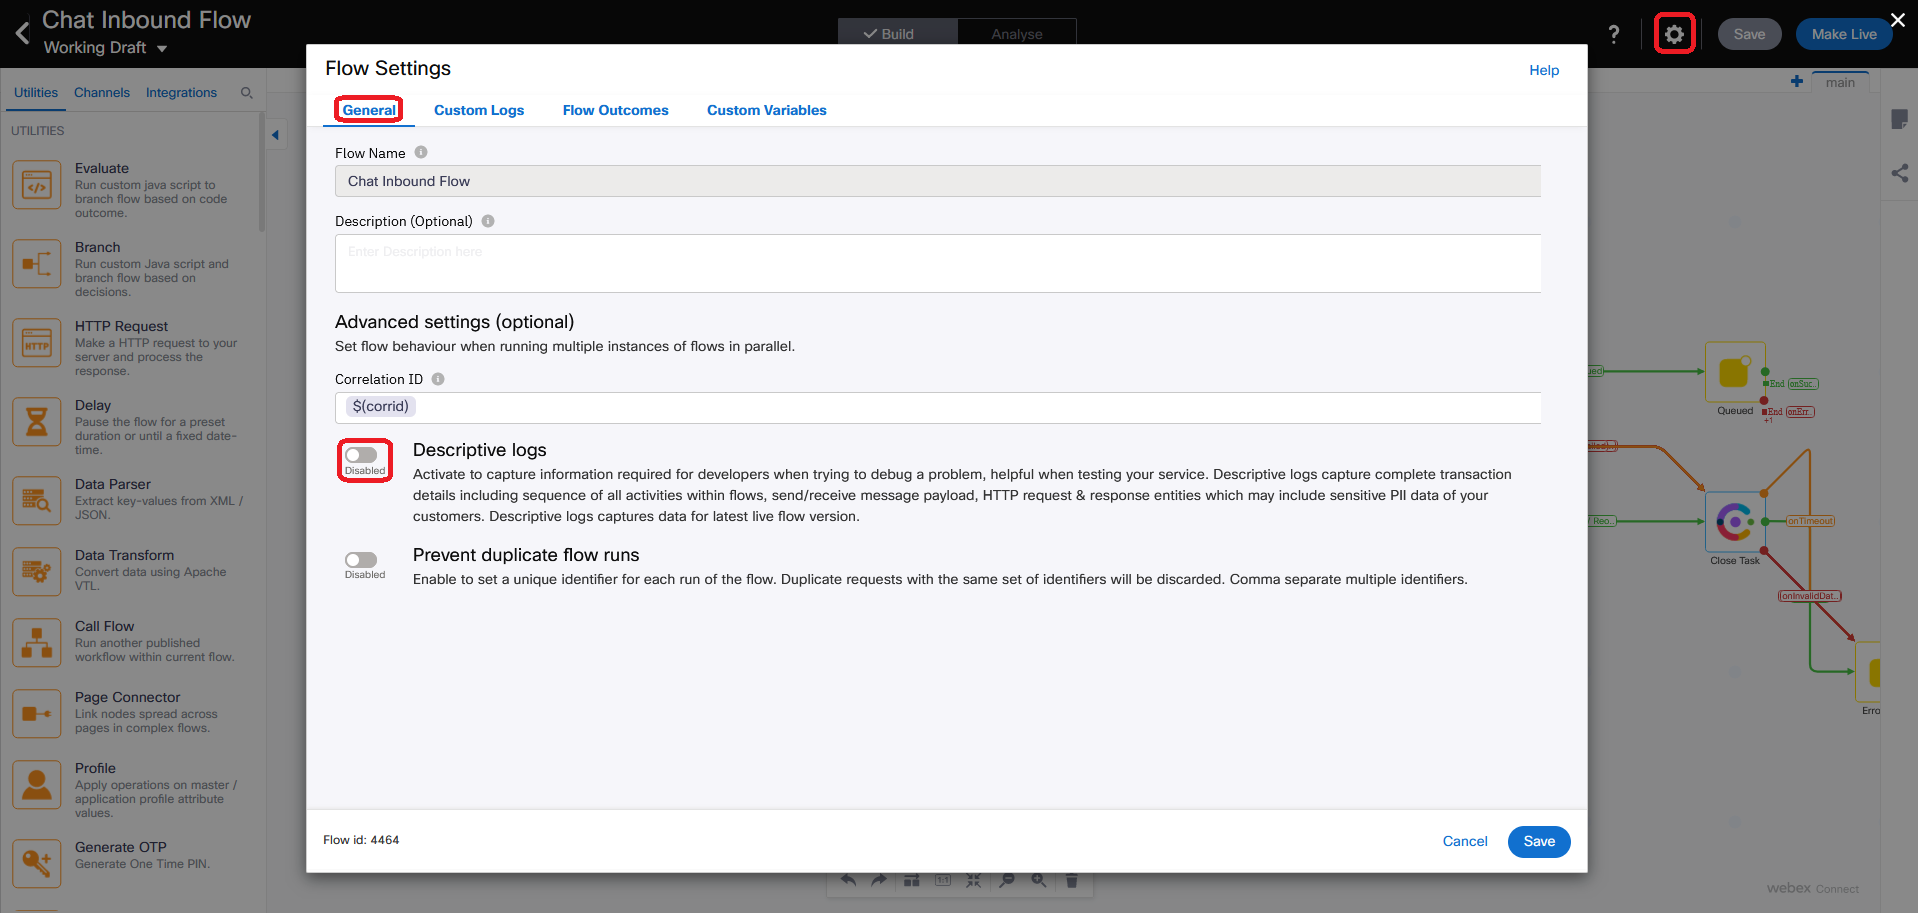 Chat Inbound Flow
Working Draft
Build
Analyse
?
Save
Make Live
Utilities
Channels
Integrations
main
UTILITIES
Evaluate
Run custom java script to
branch flow based on code
outcome.
Branch
Run custom Java script and
branch flow based on
decisions.
HTTP
HTTP Request
Make a HTTP request to your
server and process the
response.
Delay
Pause the flow for a preset
duration or until a fixed date-
time.
Data Parser
Extract key-values from XML /
JSON.
Data Transform
Convert data using Apache
VTL.
Call Flow
Run another published
workflow within current flow.
Page Connector
Link nodes spread across
pages in complex flows.
Profile
Apply operations on master /
application profile attribute
values.
Generate OTP
Generate One Time PIN.
Flow Settings
Help
General
Custom Logs
Flow Outcomes
Custom Variables
Flow Name
Chat Inbound Flow
Description (Optional)
Enter Description here
Advanced settings (optional)
Set flow behaviour when running multiple instances of flows in parallel.
Correlation ID
$(corrid)
Disabled
Descriptive logs
Activate to capture information required for developers when trying to debug a problem, helpful when testing your service. Descriptive logs capture complete transaction
details including sequence of all activities within flows, send/receive message payload, HTTP request & response entities which may include sensitive PII data of your
customers. Descriptive logs captures data for latest live flow version.
Disabled
Prevent duplicate flow runs
Enable to set a unique identifier for each run of the flow. Duplicate requests with the same set of identifiers will be discarded. Comma separate multiple identifiers.
Flow id: 4464
Cancel
Save
Queued
End onSuc..
End onErr..
+1
onTimeout
Close Task
onInvalidDat..
Erro
1:1
webex Connect